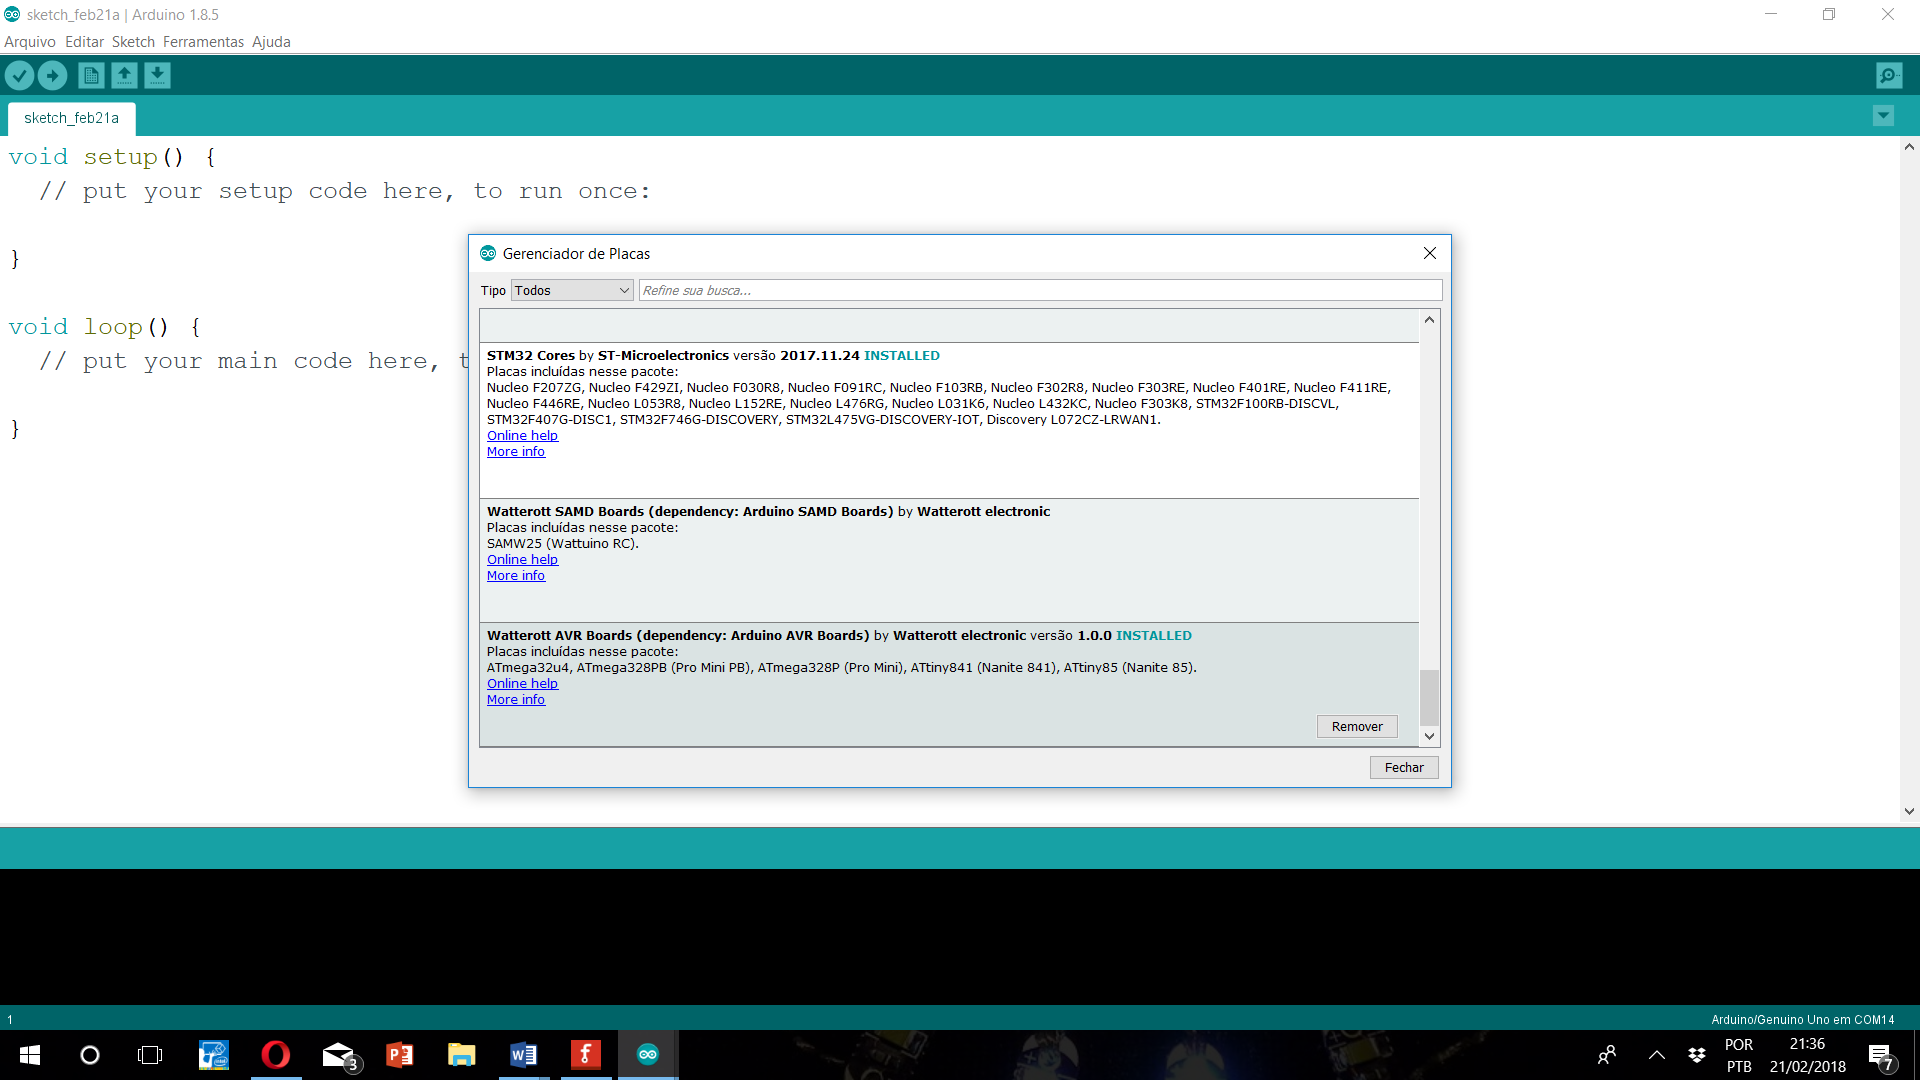 sketch_feb21a | Arduino 1.8.5
Arquivo Editar Sketch Ferramentas Ajuda
sketch_feb21a
void setup() {
// put your setup code here, to run once:
}
void loop() {
// put your main code here, t
}
Gerenciador de Placas
Tipo Todos Refine sua busca...
STM32 Cores by ST-Microelectronics versão 2017.11.24 INSTALLED
Placas incluídas nesse pacote:
Nucleo F207ZG, Nucleo F429ZI, Nucleo F030R8, Nucleo F091RC, Nucleo F103RB, Nucleo F302R8, Nucleo F303RE, Nucleo F401RE, Nucleo F411RE,
Nucleo F446RE, Nucleo L053R8, Nucleo L152RE, Nucleo L476RG, Nucleo L031K6, Nucleo L432KC, Nucleo F303K8, STM32F100RB-DISCVL,
STM32F407G-DISC1, STM32F746G-DISCOVERY, STM32L475VG-DISCOVERY-IOT, Discovery L072CZ-LRWAN1.
Online help
More info
Watterott SAMD Boards (dependency: Arduino SAMD Boards) by Watterott electronic
Placas incluídas nesse pacote:
SAMW25 (Wattuino RC).
Online help
More info
Watterott AVR Boards (dependency: Arduino AVR Boards) by Watterott electronic versão 1.0.0 INSTALLED
Placas incluídas nesse pacote:
ATmega32u4, ATmega328PB (Pro Mini PB), ATmega328P (Pro Mini), ATtiny841 (Nanite 841), ATtiny85 (Nanite 85).
Online help
More info
Remover
Fechar
1
Arduino/Genuino Uno em COM14
3
POR
PTB
21:36
21/02/2018
7